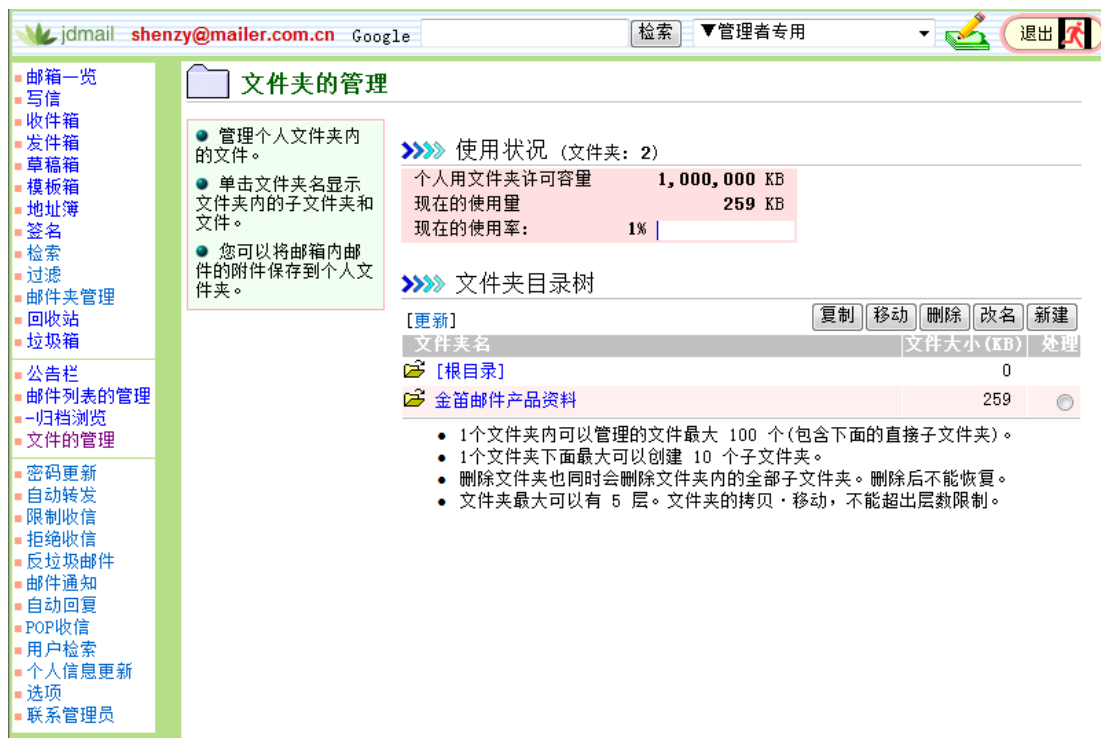 jdmail shenzy@mailer.com.cn Google 检索 ▼管理者专用 退出
邮箱一览
写信
收件箱
发件箱
草稿箱
模板箱
地址簿
签名
检索
过滤
邮件夹管理
回收站
垃圾箱
公告栏
邮件列表的管理
-归档浏览
文件的管理
密码更新
自动转发
限制收信
拒绝收信
反垃圾邮件
邮件通知
自动回复
POP收信
用户检索
个人信息更新
选项
联系管理员
文件夹的管理
管理个人文件夹内
的文件。
单击文件夹名显示
文件夹内的子文件夹和
文件。
您可以将邮箱内邮
件的附件保存到个人文
件夹。
使用状况 (文件夹: 2)
个人用文件夹许可容量 1,000,000 KB
现在的使用量 259 KB
现在的使用率: 1%
文件夹目录树
[更新] 复制 移动 删除 改名 新建
文件夹名 文件大小(KB) 处理
[根目录] 0
金笛邮件产品资料 259
1个文件夹内可以管理的文件最大 100 个(包含下面的直接子文件夹)。
1个文件夹下面最大可以创建 10 个子文件夹。
删除文件夹也同时会删除文件夹内的全部子文件夹。删除后不能恢复。
文件夹最大可以有 5 层。文件夹的拷贝・移动，不能超出层数限制。